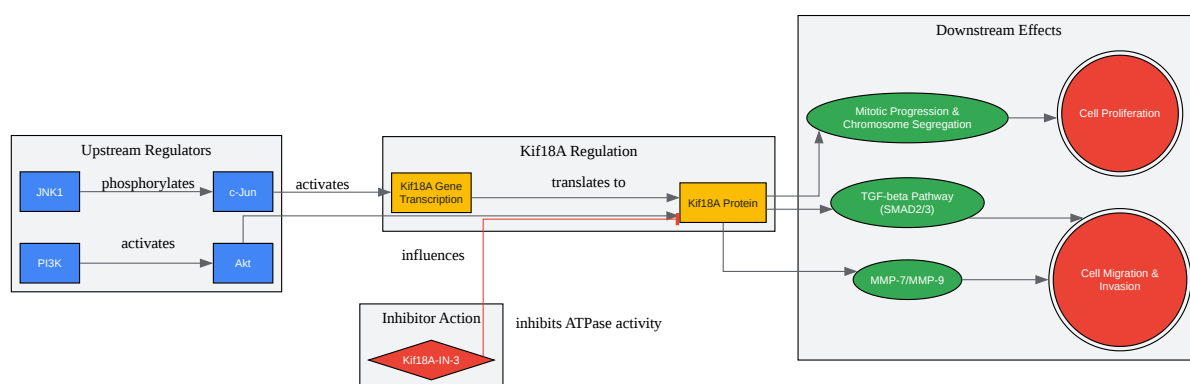 Downstream Effects
Mitotic Progression &
Chromosome Segregation
Cell Proliferation
Upstream Regulators
JNK1
phosphorylates
c-Jun
activates
Kif18A Regulation
Kif18A Gene
Transcription
translates to
Kif18A Protein
TGF-beta Pathway
(SMAD2/3)
PI3K
activates
Akt
influences
MMP-7/MMP-9
Cell Migration &
Invasion
Inhibitor Action
inhibits ATPase activity
Kif18A-IN-3